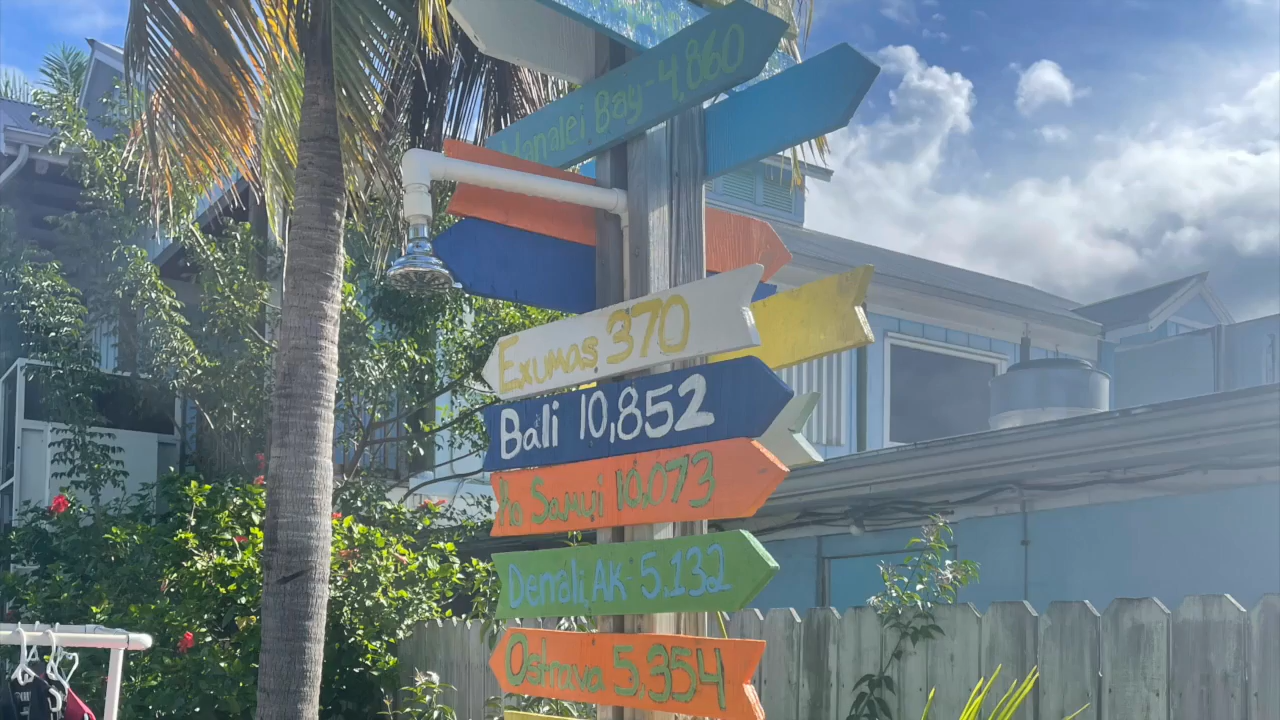 Hanalei Bay - 4,860
Exumas 370
Bali 10,852
Ko Samui 10,073
Denali, AK - 5,132
Ostrava 5,354